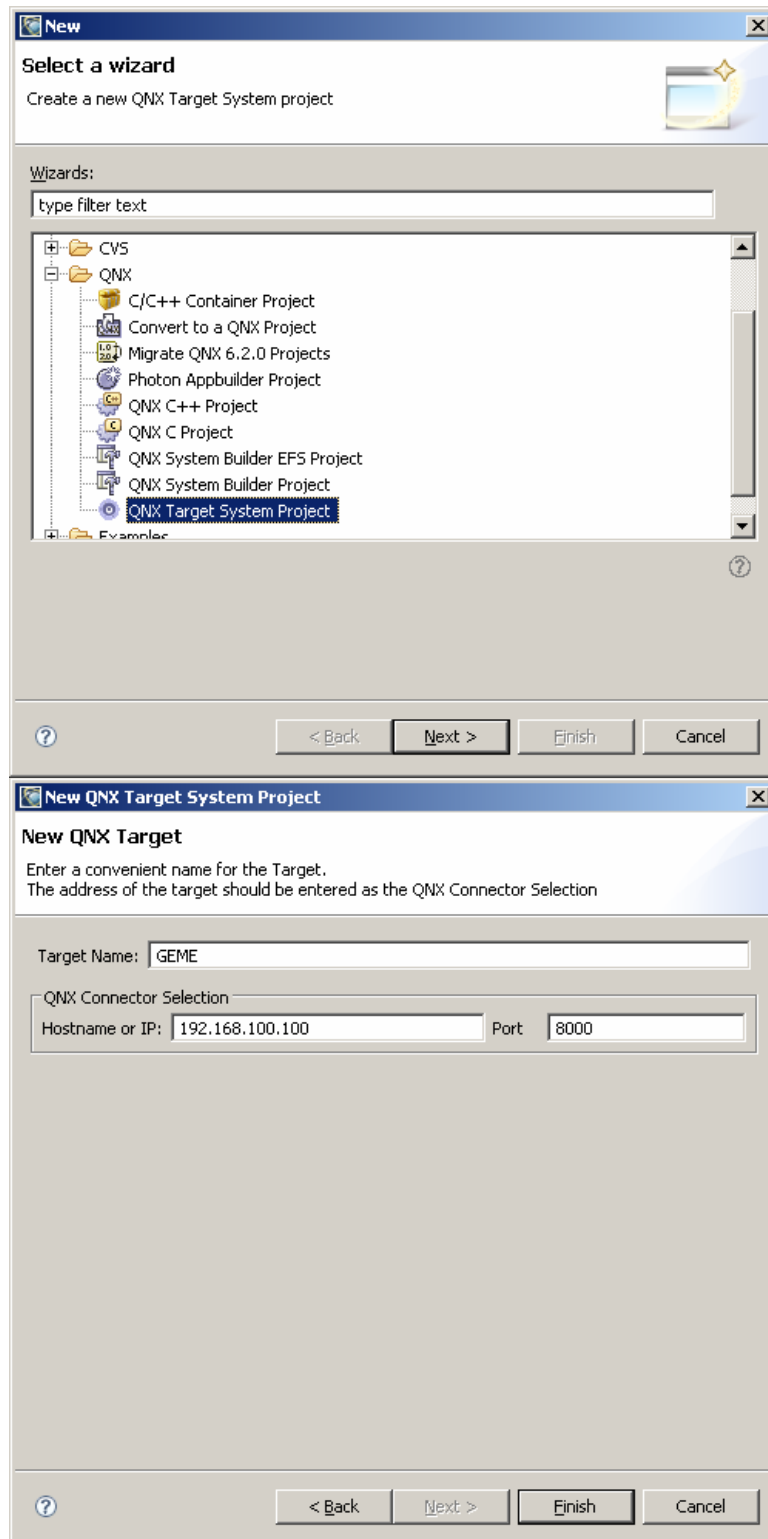 New
Select a wizard
Create a new QNX Target System project
Wizards:
type filter text
CVS
QNX
C/C++ Container Project
Convert to a QNX Project
Migrate QNX 6.2.0 Projects
Photon Appbuilder Project
QNX C++ Project
QNX C Project
QNX System Builder EFS Project
QNX System Builder Project
QNX Target System Project
Examples
< Back Next > Finish Cancel
New QNX Target System Project
New QNX Target
Enter a convenient name for the Target.
The address of the target should be entered as the QNX Connector Selection
Target Name: GEME
QNX Connector Selection
Hostname or IP: 192.168.100.100 Port 8000
< Back Next > Finish Cancel